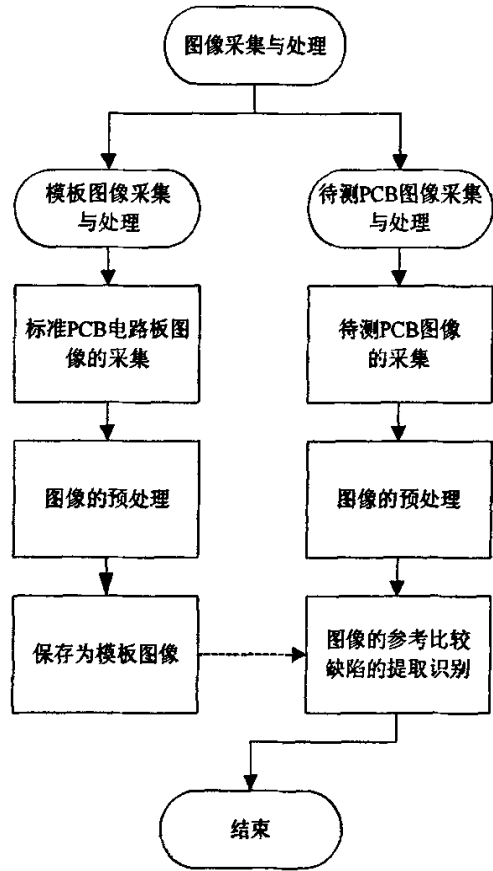 图像采集与处理
模板图像采集
与处理
待测PCB图像采集
与处理
标准PCB电路板图
像的采集
待测PCB图像
的采集
图像的预处理
图像的预处理
保存为模板图像
图像的参考比较
缺陷的提取识别
结束